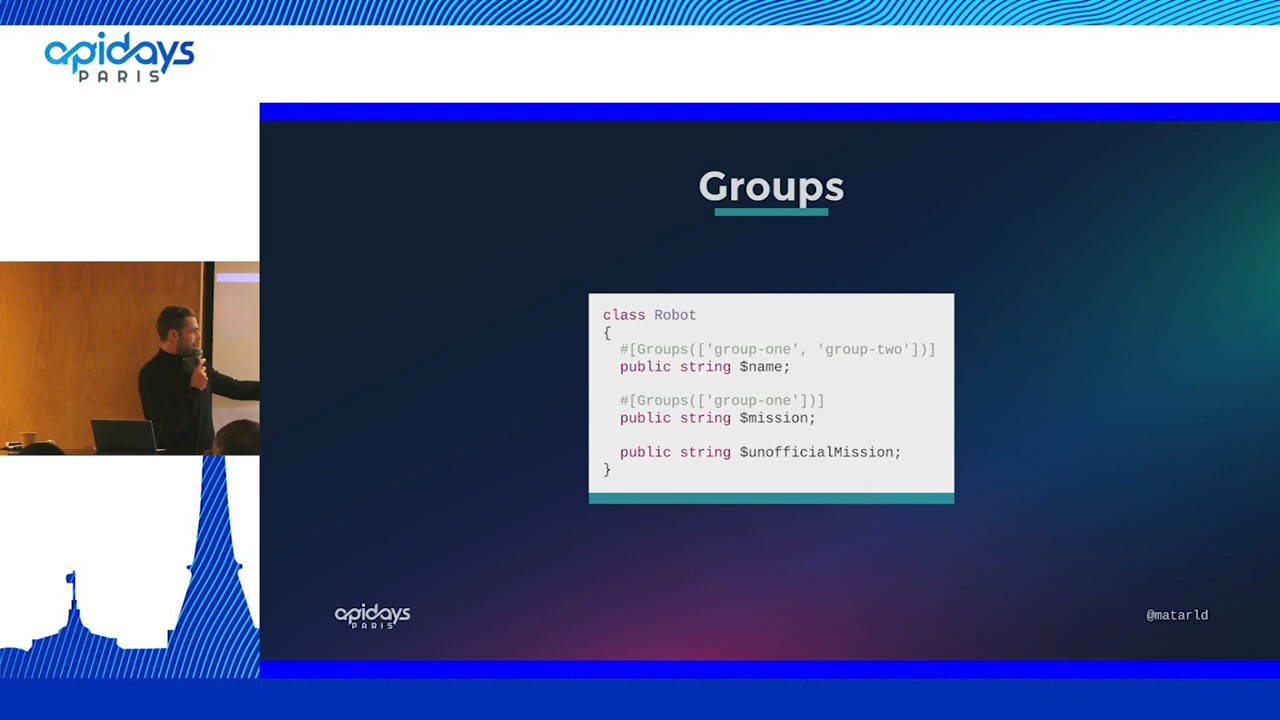 apidays
PARIS
Groups
class Robot
{
#[Groups(['group-one', 'group-two'])]
public string $name;
#[Groups(['group-one'])]
public string $mission;
public string $unofficialMission;
}
apidays
PARIS
@matarld